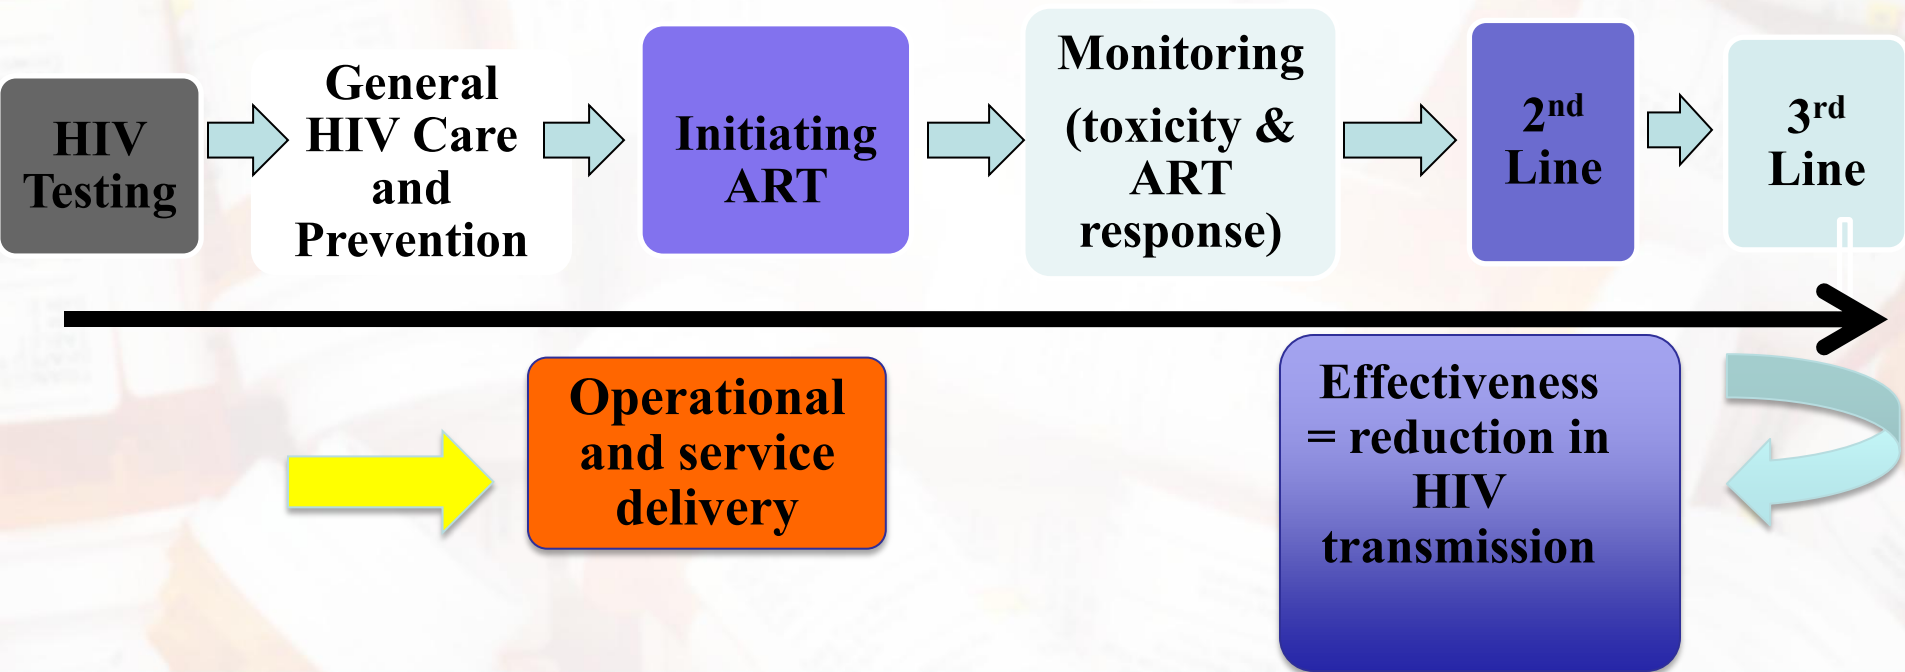 HIV
Testing
General
HIV Care
and
Prevention
Initiating
ART
Monitoring
(toxicity &
ART
response)
2nd
Line
3rd
Line
Operational
and service
delivery
Effectiveness
= reduction in
HIV
transmission